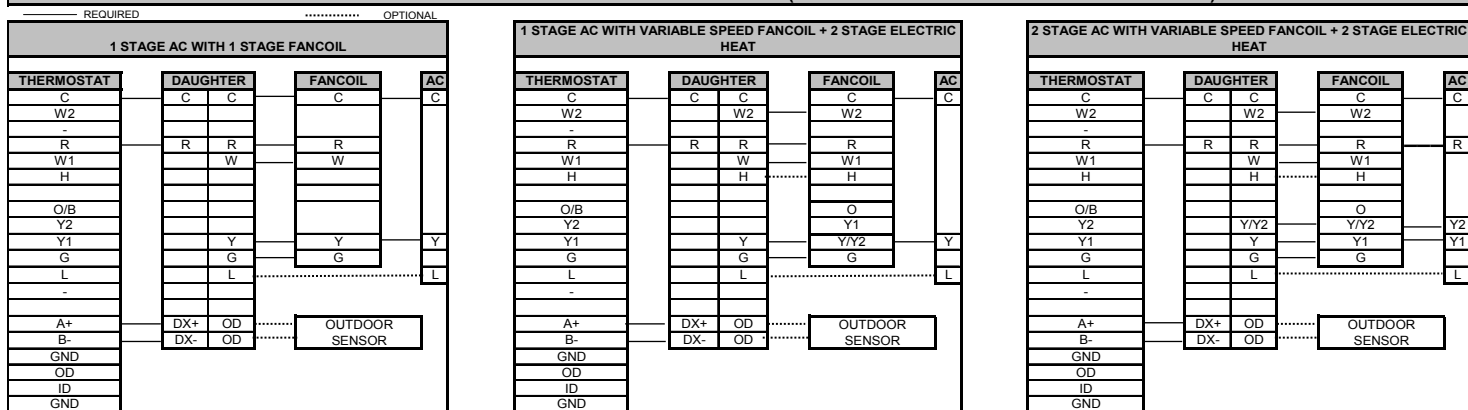 REQUIRED OPTIONAL
1 STAGE AC WITH 1 STAGE FANCOIL
THERMOSTAT DAUGHTER FANCOIL AC
C C C C C
W2
-
R R R R
W1 W W
H
O/B
Y2
Y1 Y Y Y
G G G
L L L
-
A+ DX+ OD OUTDOOR
B- DX- OD SENSOR
GND
OD
ID
GND
1 STAGE AC WITH VARIABLE SPEED FANCOIL + 2 STAGE ELECTRIC
HEAT
THERMOSTAT DAUGHTER FANCOIL AC
C C C C C
W2 W2 W2
-
R R R R
W1 W W1
H H H
O/B O
Y2 Y1
Y1 Y Y/Y2 Y
G G G
L L L
-
A+ DX+ OD OUTDOOR
B- DX- OD SENSOR
GND
OD
ID
GND
2 STAGE AC WITH VARIABLE SPEED FANCOIL + 2 STAGE ELECTRIC
HEAT
THERMOSTAT DAUGHTER FANCOIL AC
C C C C C
W2 W2 W2
-
R R R R R
W1 W W1
H H H
O/B O
Y2 Y/Y2 Y/Y2 Y2
Y1 Y Y1 Y1
G G G
L L L
-
A+ DX+ OD OUTDOOR
B- DX- OD SENSOR
GND
OD
ID
GND